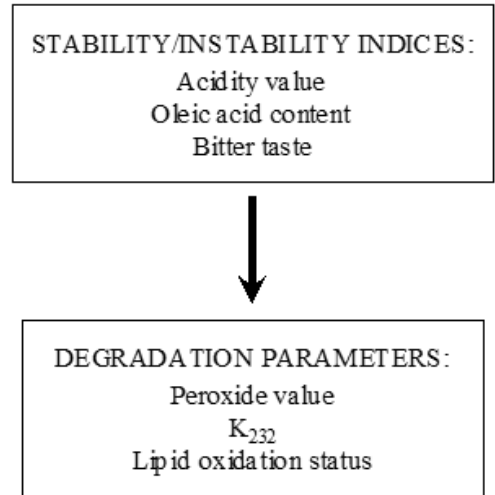 STABILITY/INSTABILITY INDICES:
Acidity value
Oleic acid content
Bitter taste
DEGRADATION PARAMETERS:
Peroxide value
K₂₃₂
Lipid oxidation status